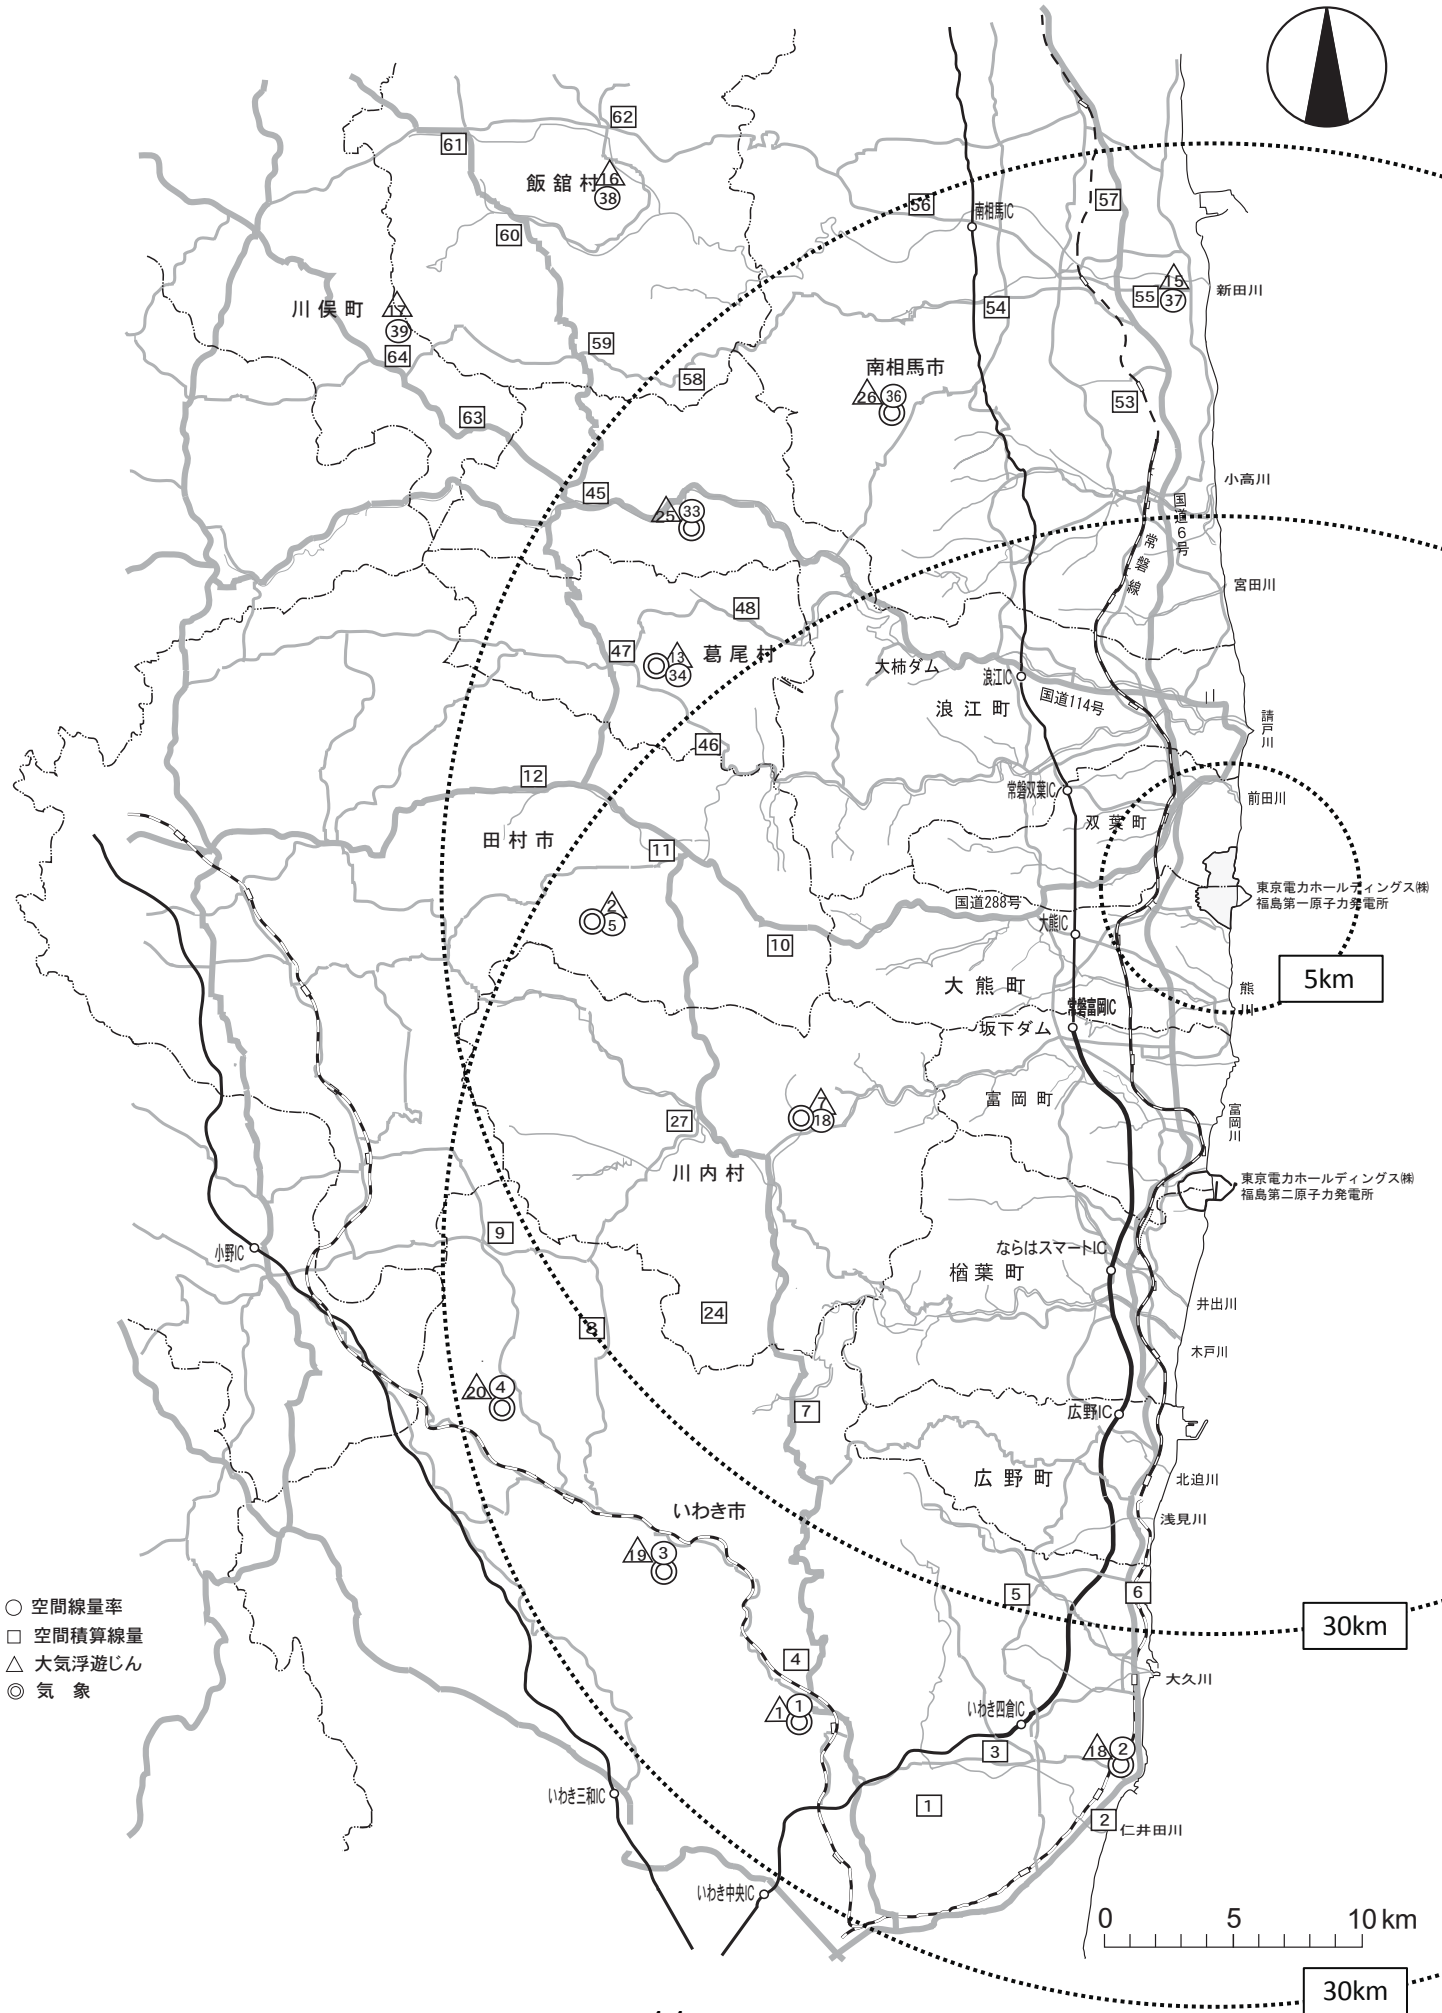 62
61
飯舘村
16
38
60
56
南相馬IC
57
川俣町
17
39
64
59
58
54
55
15
37
新田川
南相馬市
26
36
53
63
45
25
33
小高川
国道6号
常磐線
宮田川
48
47
13
34
葛尾村
大柿ダム
浪江IC
国道114号
浪江町
請戸川
46
12
常磐双葉IC
前田川
双葉町
田村市
11
国道288号
東京電力ホールディングス㈱
福島第一原子力発電所
2
5
大熊IC
10
5km
大熊町
熊川
常磐富岡IC
坂下ダム
富岡町
7
18
27
富岡川
川内村
東京電力ホールディングス㈱
福島第二原子力発電所
9
小野IC
ならはスマートIC
楢葉町
24
8
井出川
木戸川
20
4
7
広野IC
広野町
北迫川
いわき市
浅見川
19
3
5
6
30km
○ 空間線量率
□ 空間積算線量
△ 大気浮遊じん
◎ 気 象
4
大久川
1
1
いわき四倉IC
3
18
2
いわき三和IC
1
2
仁井田川
いわき中央IC
0 5 10km
30km